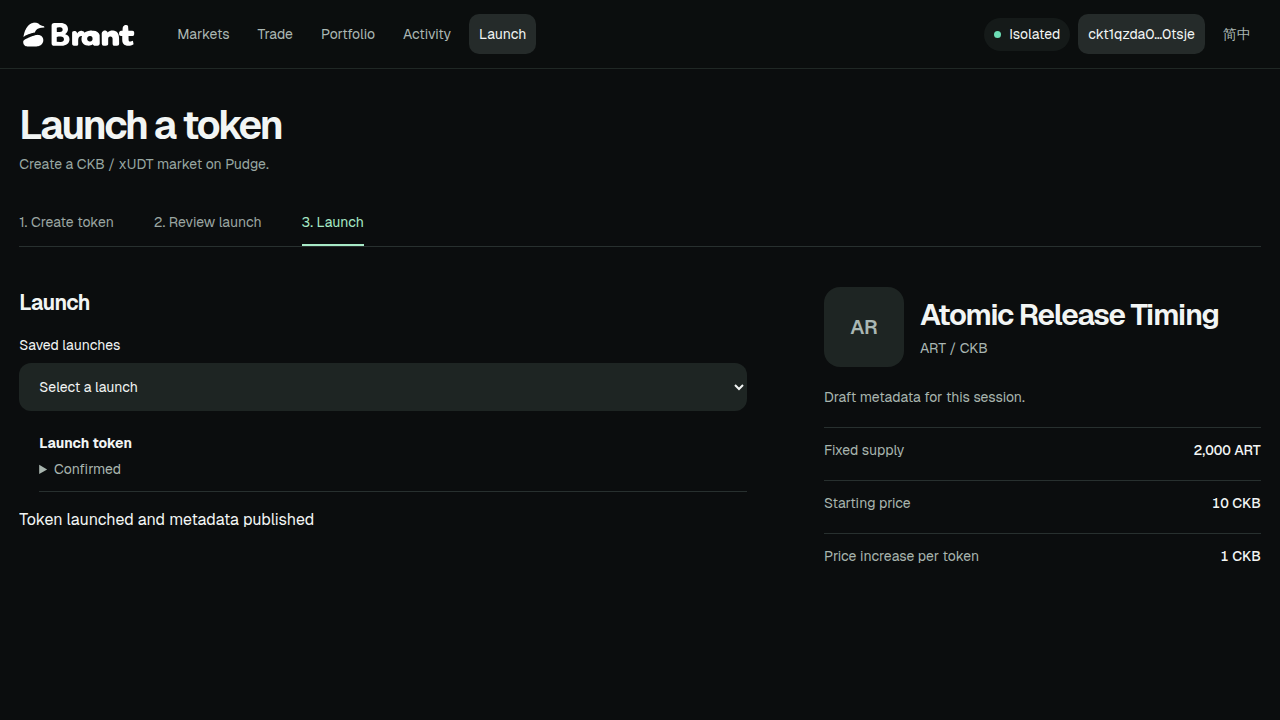 Brant
Markets
Trade
Portfolio
Activity
Launch
Isolated
ckt1qzda0...0tsje
简中
Launch a token
Create a CKB / xUDT market on Pudge.
1. Create token
2. Review launch
3. Launch
Launch
Saved launches
Select a launch
Launch token
Confirmed
Token launched and metadata published
AR
Atomic Release Timing
ART / CKB
Draft metadata for this session.
Fixed supply 2,000 ART
Starting price 10 CKB
Price increase per token 1 CKB